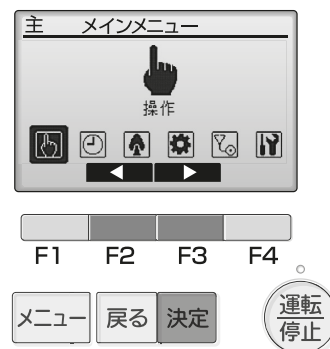 主 メインメニュー
操作
F1 F2 F3 F4
メニュー 戻る 決定
運転
停止